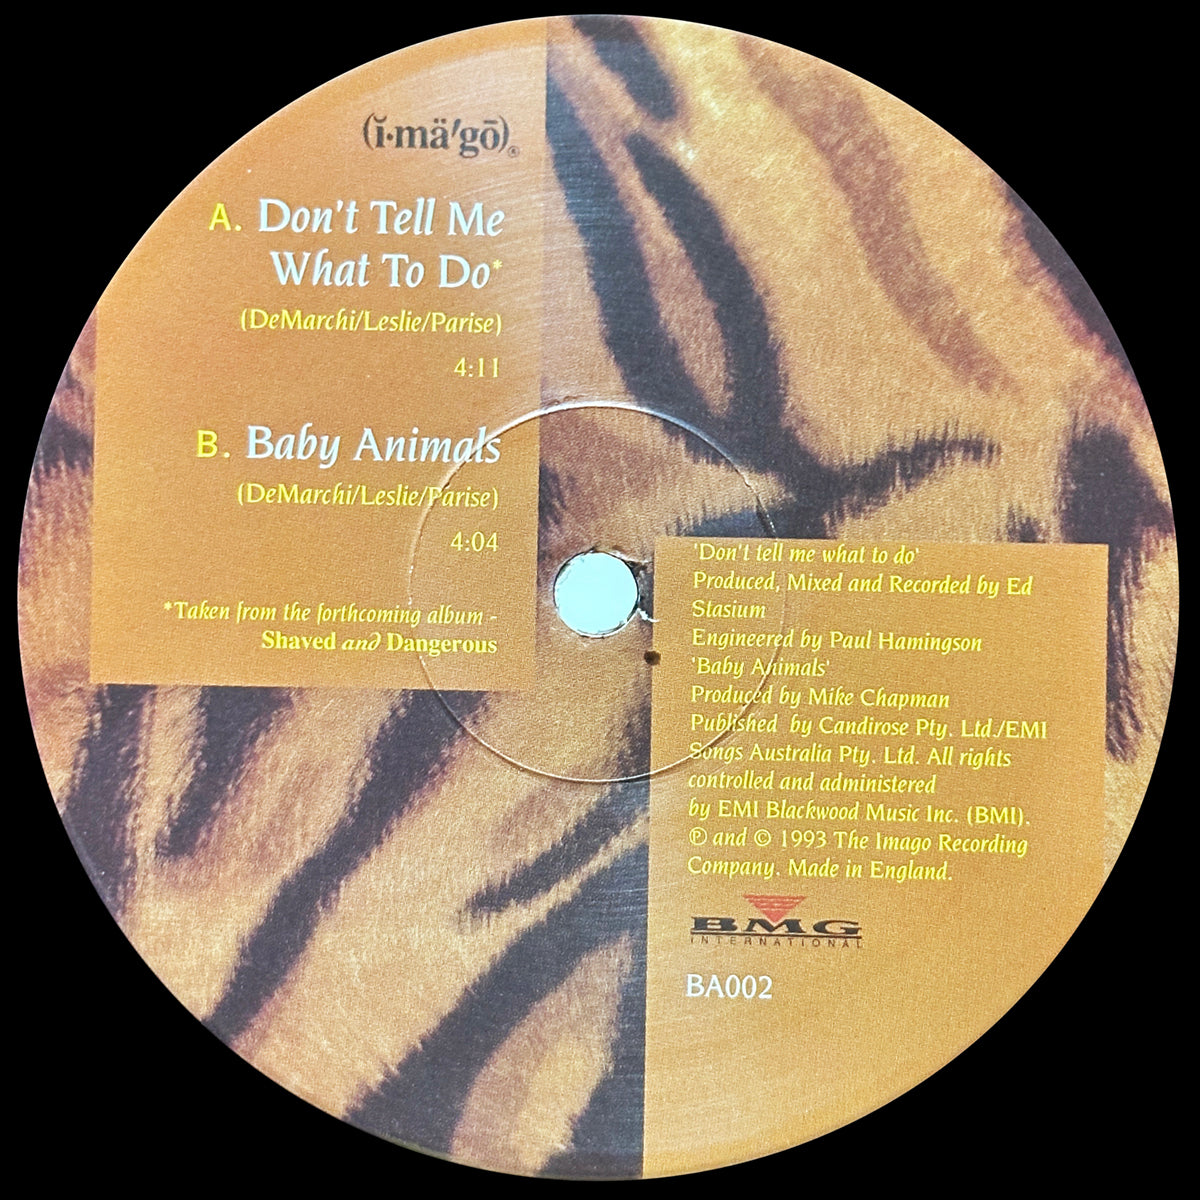 (ĭ·mä′gō)®
A. Don't Tell Me
What To Do*
(DeMarchi/Leslie/Parise)
4:11
B. Baby Animals
(DeMarchi/Leslie/Parise)
4:04
*Taken from the forthcoming album -
Shaved and Dangerous
'Don't tell me what to do'
Produced, Mixed and Recorded by Ed
Stasium
Engineered by Paul Hamingson
'Baby Animals'
Produced by Mike Chapman
Published by Candirose Pty. Ltd./EMI
Songs Australia Pty. Ltd. All rights
controlled and administered
by EMI Blackwood Music Inc. (BMI).
℗ and © 1993 The Imago Recording
Company. Made in England.
BMG
INTERNATIONAL
BA002